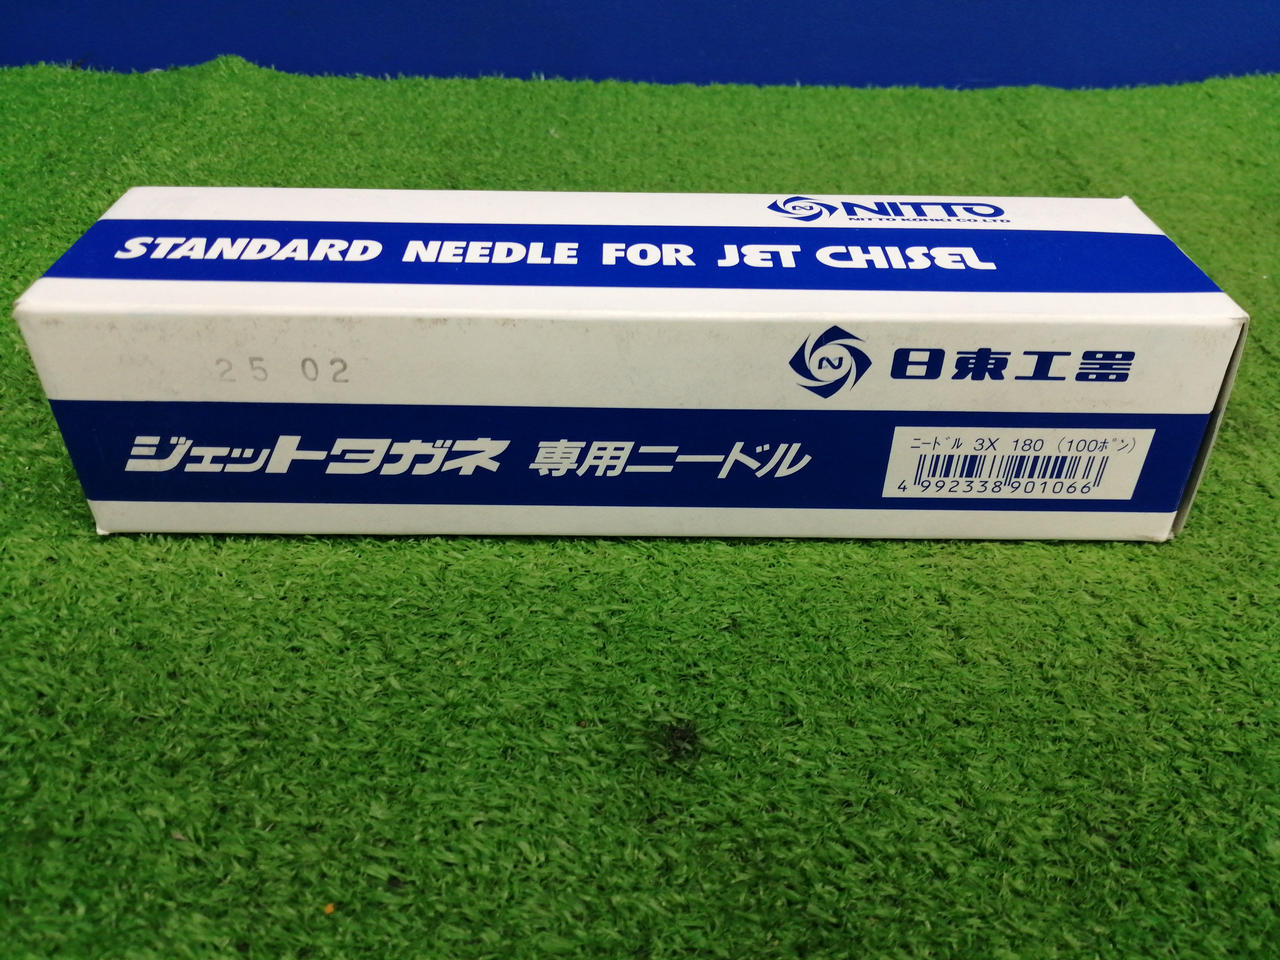 NITTO
NITTO KOHKI CO LTD
STANDARD NEEDLE FOR JET CHISEL
25 02
N 日東工器
ジェットタガネ 専用ニードル
ﾆｰﾄﾞﾙ 3X 180 (100ﾎﾟﾝ)
4 992338 901066